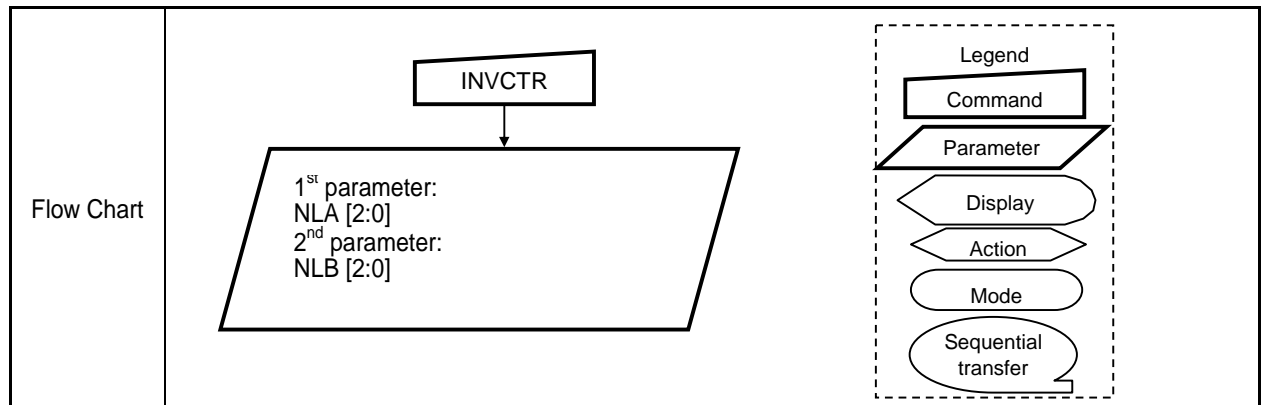 Flow Chart
INVCTR
1st parameter:
NLA [2:0]
2nd parameter:
NLB [2:0]
Legend
Command
Parameter
Display
Action
Mode
Sequential
transfer